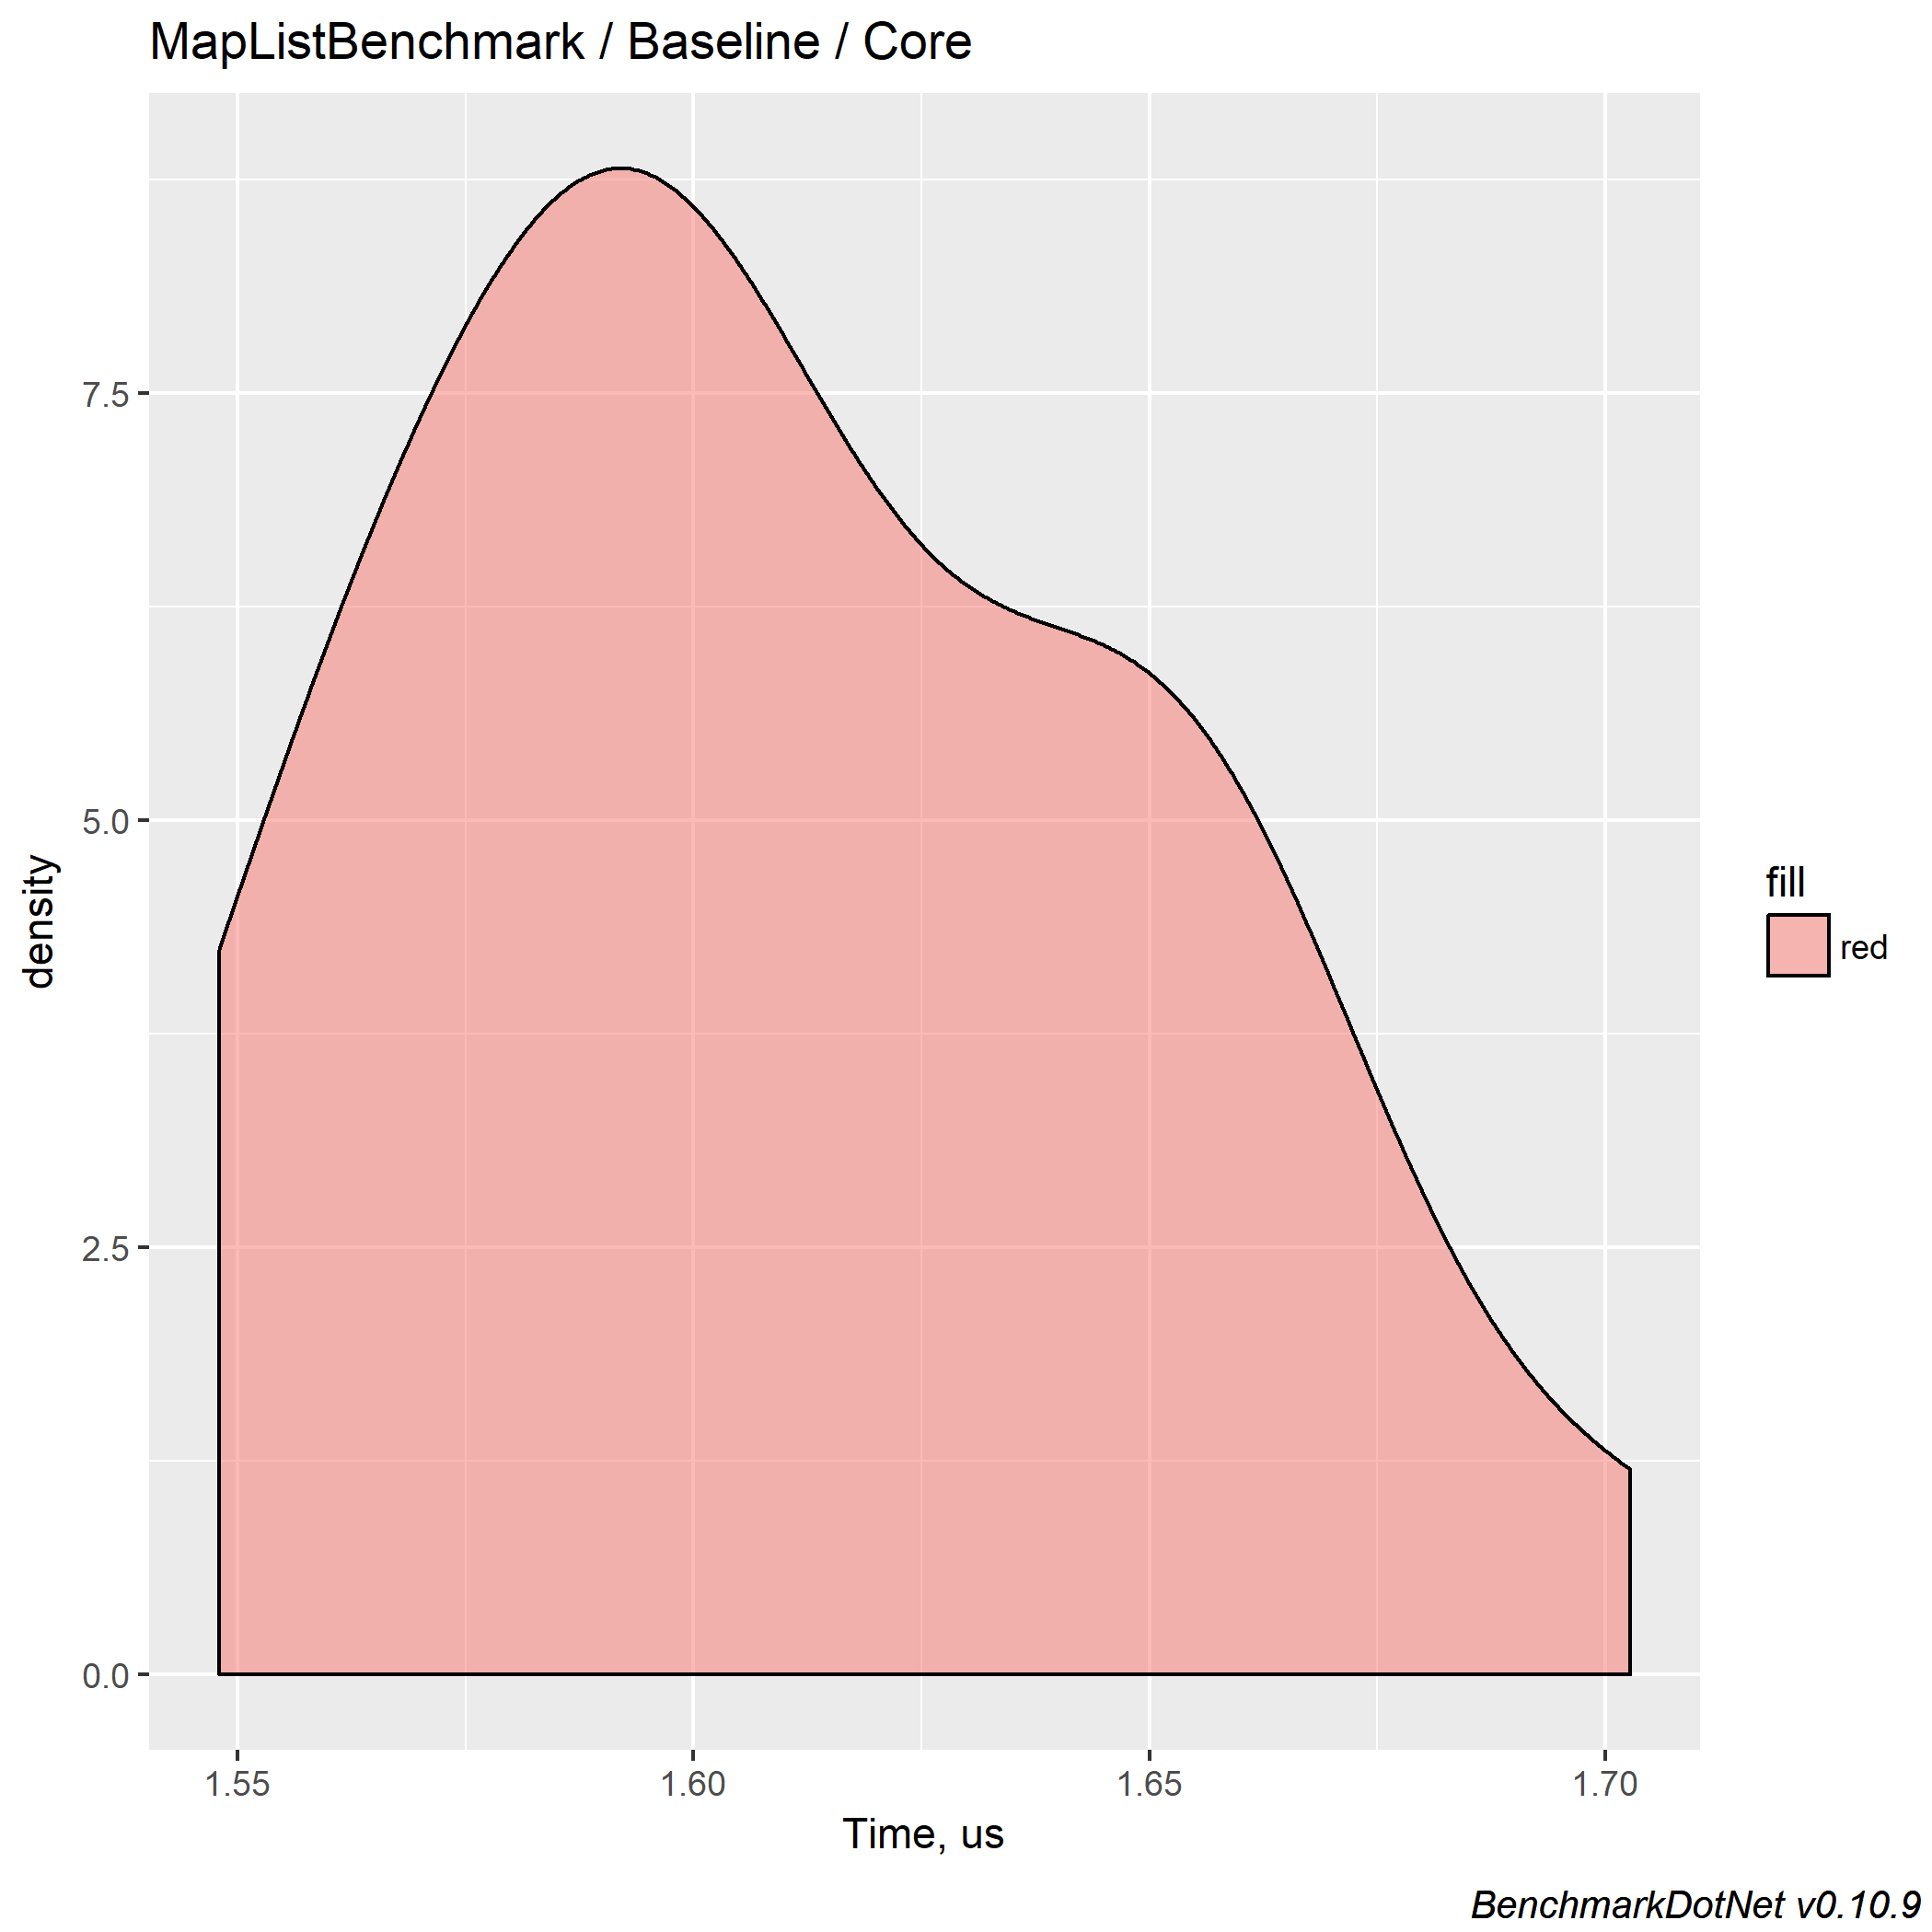 MapListBenchmark / Baseline / Core
7.5
5.0
2.5
0.0
density
1.55
1.60
1.65
1.70
Time, us
fill
red
BenchmarkDotNet v0.10.9